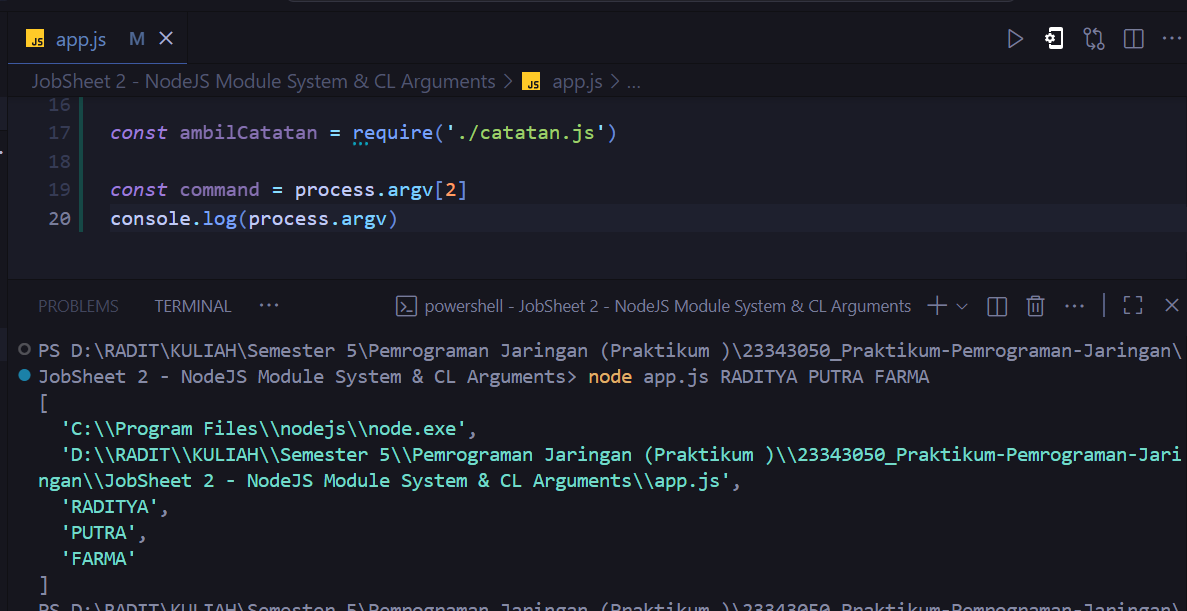 JS app.js M
JobSheet 2 - NodeJS Module System & CL Arguments > JS app.js > ...
16
17 const ambilCatatan = require('./catatan.js')
18
19 const command = process.argv[2]
20 console.log(process.argv)
PROBLEMS TERMINAL ··· powershell - JobSheet 2 - NodeJS Module System & CL Arguments
PS D:\RADIT\KULIAH\Semester 5\Pemrograman Jaringan (Praktikum )\23343050_Praktikum-Pemrograman-Jaringan\
JobSheet 2 - NodeJS Module System & CL Arguments> node app.js RADITYA PUTRA FARMA
[
'C:\\Program Files\\nodejs\\node.exe',
'D:\\RADIT\\KULIAH\\Semester 5\\Pemrograman Jaringan (Praktikum )\\23343050_Praktikum-Pemrograman-Jari
ngan\\JobSheet 2 - NodeJS Module System & CL Arguments\\app.js',
'RADITYA',
'PUTRA',
'FARMA'
]
PS D:\RADIT\KULIAH\Semester 5\Pemrograman Jaringan (Praktikum )\23343050_Praktikum-Pemrograman-Jaringan\